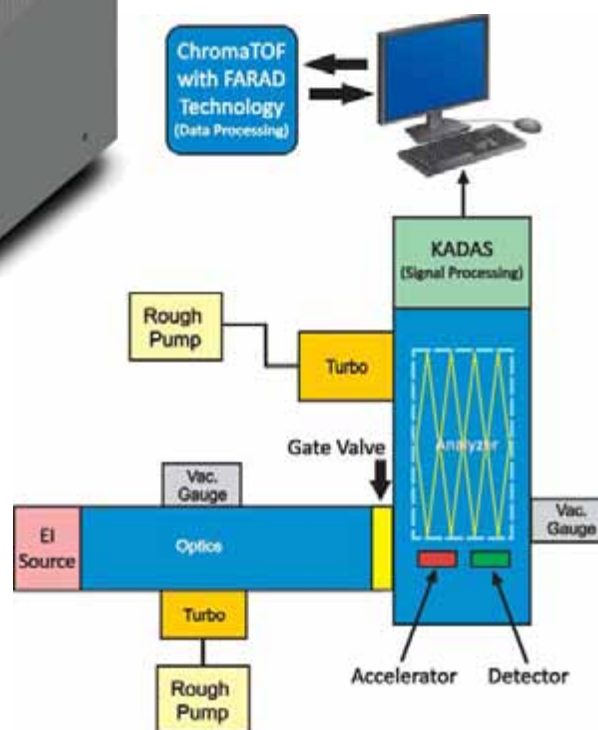 ChromaTOF
with FARAD
Technology
(Data Processing)
KADAS
(Signal Processing)
Rough
Pump
Turbo
Analyzer
Gate Valve
Vac.
Gauge
Vac.
Gauge
EI
Source
Optics
Turbo
Accelerator
Detector
Rough
Pump